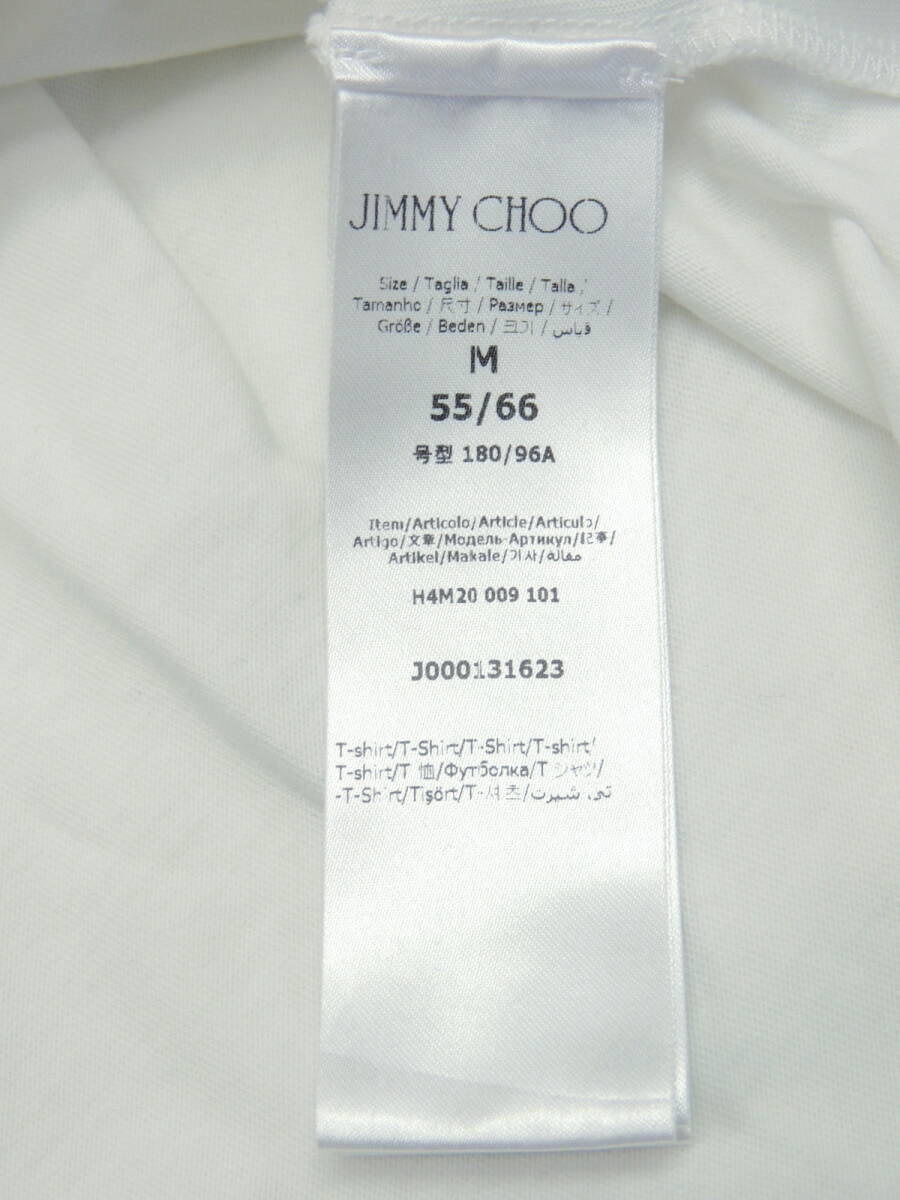 JIMMY CHOO
Size / Taglia / Taille / Talla /
Tamanho / 尺寸 / Размер / サイズ /
Größe / Beden / 크기 / قياس
M
55/66
号型 180/96A
Item/Articolo/Article/Articulo/
Artigo/文章/Модель-Артикул/記事/
Artikel/Makale/기사/مقالة
H4M20 009 101
J000131623
T-shirt/T-Shirt/T-Shirt/T-shirt/
T-shirt/T 恤/Футболка/T シャツ/
-T-Shirt/Tişört/T-셔츠/تي، شيرت